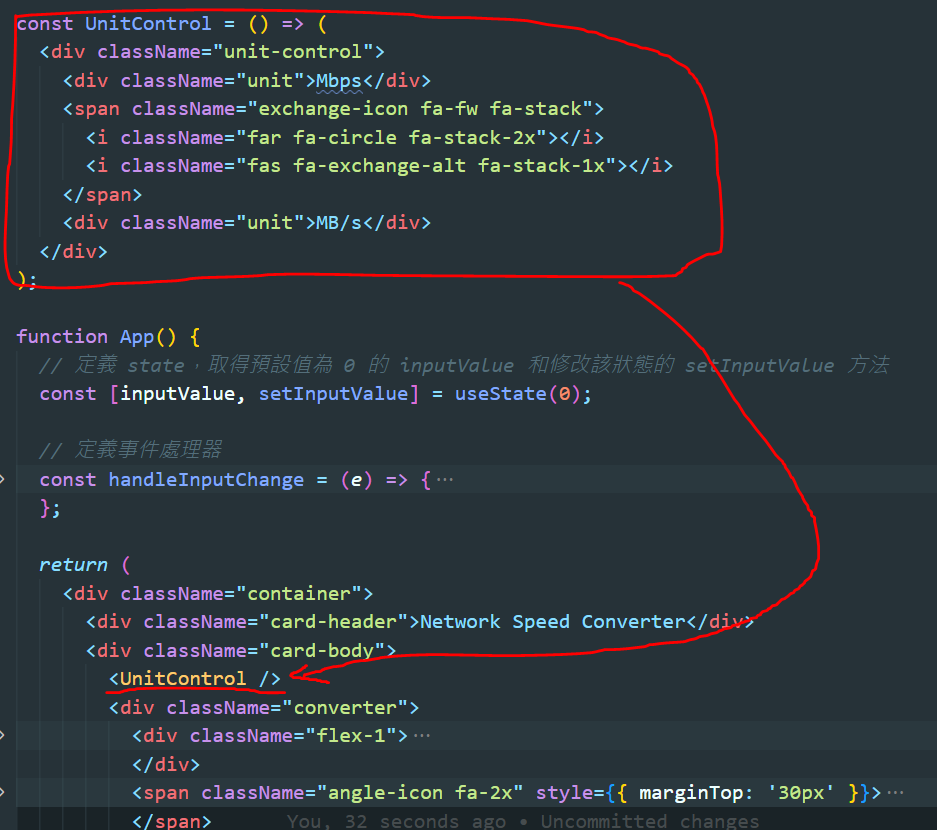 const UnitControl = () => (
  <div className="unit-control">
    <div className="unit">Mbps</div>
    <span className="exchange-icon fa-fw fa-stack">
      <i className="far fa-circle fa-stack-2x"></i>
      <i className="fas fa-exchange-alt fa-stack-1x"></i>
    </span>
    <div className="unit">MB/s</div>
  </div>
);

function App() {
  // 定義 state，取得預設值為 0 的 inputValue 和修改該狀態的 setInputValue 方法
  const [inputValue, setInputValue] = useState(0);

  // 定義事件處理器
  const handleInputChange = (e) => {···
  };

  return (
    <div className="container">
      <div className="card-header">Network Speed Converter</div>
      <div className="card-body">
        <UnitControl />
        <div className="converter">
          <div className="flex-1">···
          </div>
          <span className="angle-icon fa-2x" style={{ marginTop: '30px' }}>···
          </span>      You, 32 seconds ago • Uncommitted changes